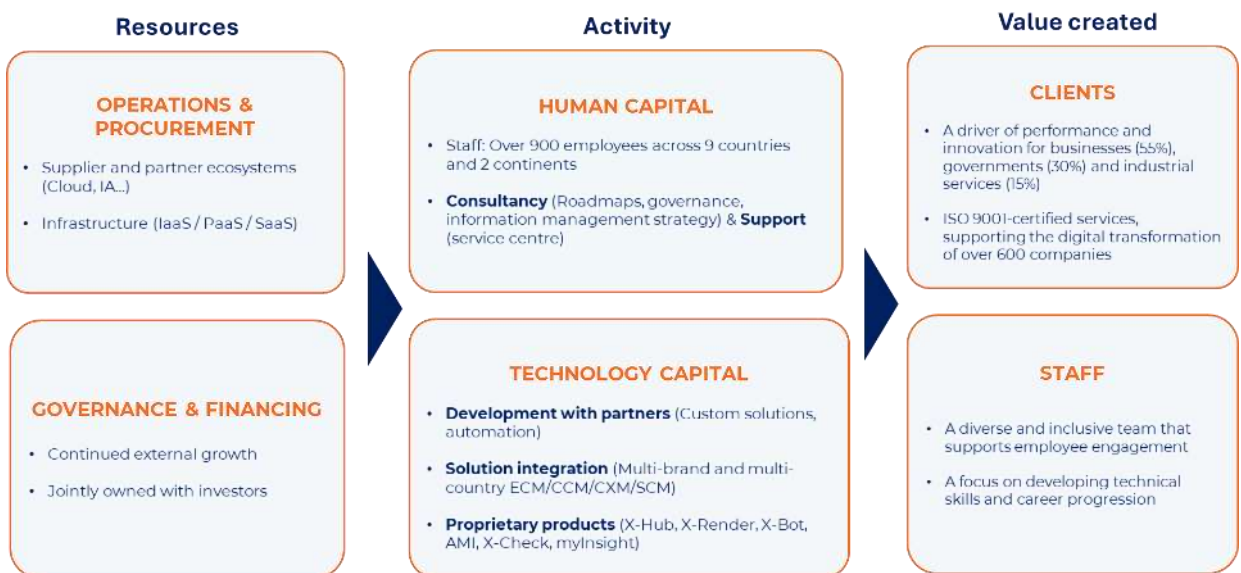 Resources
OPERATIONS &
PROCUREMENT
• Supplier and partner ecosystems
(Cloud, IA...)
• Infrastructure (IaaS / PaaS / SaaS)
GOVERNANCE & FINANCING
• Continued external growth
• Jointly owned with investors
Activity
HUMAN CAPITAL
• Staff: Over 900 employees across 9 countries
and 2 continents
• Consultancy (Roadmaps, governance,
information management strategy) & Support
(service centre)
TECHNOLOGY CAPITAL
• Development with partners (Custom solutions,
automation)
• Solution integration (Multi-brand and multi-
country ECM/CCM/CXM/SCM)
• Proprietary products (X-Hub, X-Render, X-Bot,
AMI, X-Check, myInsight)
Value created
CLIENTS
• A driver of performance and
innovation for businesses (55%),
governments (30%) and industrial
services (15%)
• ISO 9001-certified services,
supporting the digital transformation
of over 600 companies
STAFF
• A diverse and inclusive team that
supports employee engagement
• A focus on developing technical
skills and career progression